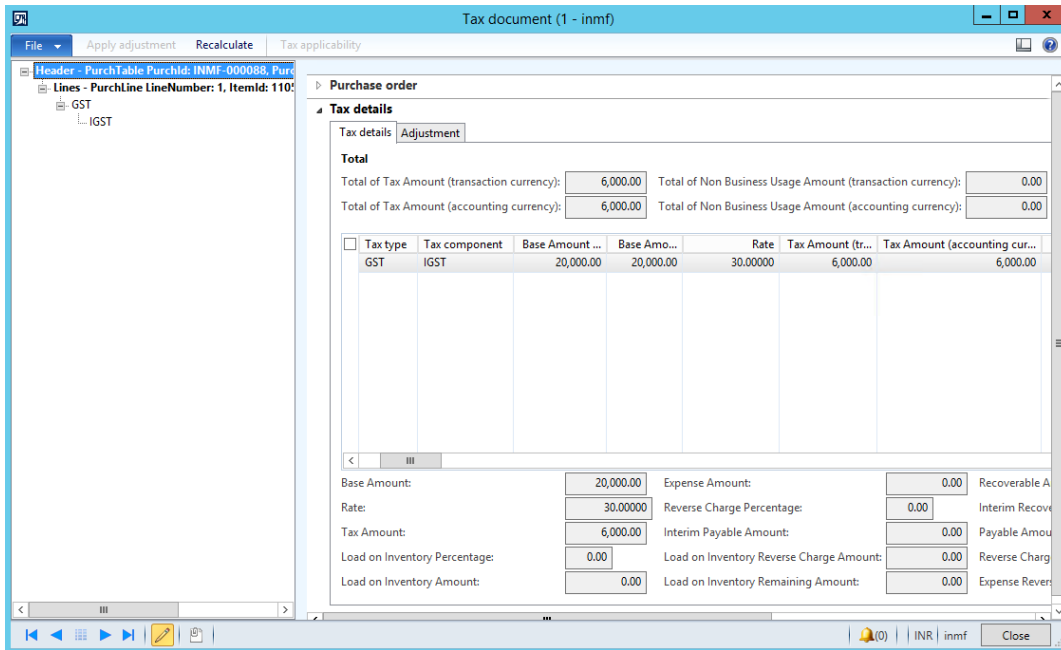 Tax document (1 - inmf)
File Apply adjustment Recalculate Tax applicability
Header - PurchTable PurchId: INMF-000088, Purc
Lines - PurchLine LineNumber: 1, ItemId: 1105
GST
IGST
Purchase order
Tax details
Tax details Adjustment
Total
Total of Tax Amount (transaction currency): 6,000.00 Total of Non Business Usage Amount (transaction currency): 0.00
Total of Tax Amount (accounting currency): 6,000.00 Total of Non Business Usage Amount (accounting currency): 0.00
Tax type Tax component Base Amount ... Base Amo... Rate Tax Amount (tr... Tax Amount (accounting cur...
GST IGST 20,000.00 20,000.00 30.00000 6,000.00 6,000.00
Base Amount: 20,000.00 Expense Amount: 0.00 Recoverable A
Rate: 30.00000 Reverse Charge Percentage: 0.00 Interim Recove
Tax Amount: 6,000.00 Interim Payable Amount: 0.00 Payable Amou
Load on Inventory Percentage: 0.00 Load on Inventory Reverse Charge Amount: 0.00 Reverse Charg
Load on Inventory Amount: 0.00 Load on Inventory Remaining Amount: 0.00 Expense Revers
(0) INR inmf Close